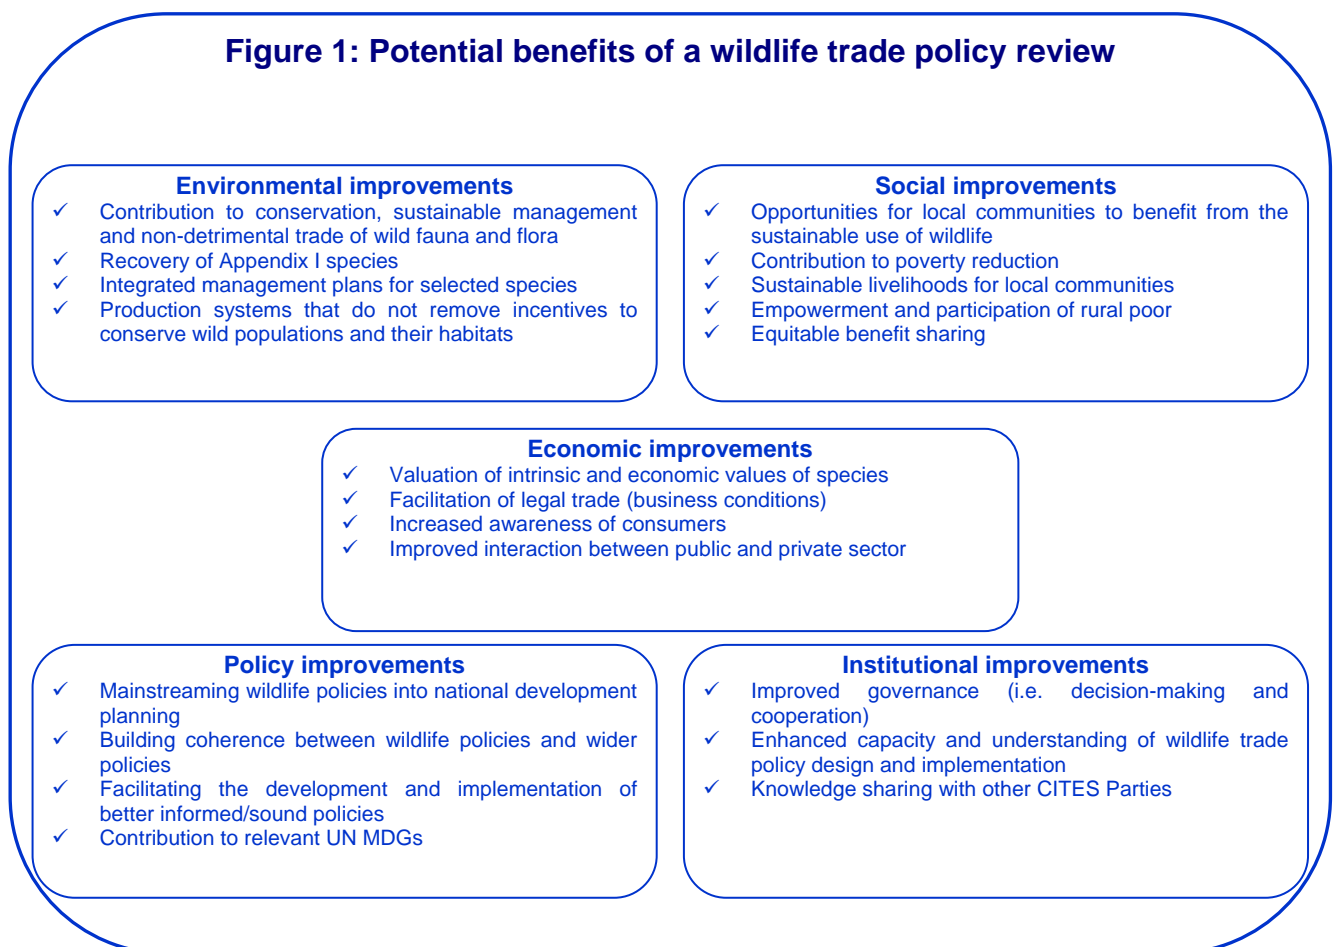 Figure 1: Potential benefits of a wildlife trade policy review
Environmental improvements
✓ Contribution to conservation, sustainable management
and non-detrimental trade of wild fauna and flora
✓ Recovery of Appendix I species
✓ Integrated management plans for selected species
✓ Production systems that do not remove incentives to
conserve wild populations and their habitats
Social improvements
✓ Opportunities for local communities to benefit from the
sustainable use of wildlife
✓ Contribution to poverty reduction
✓ Sustainable livelihoods for local communities
✓ Empowerment and participation of rural poor
✓ Equitable benefit sharing
Economic improvements
✓ Valuation of intrinsic and economic values of species
✓ Facilitation of legal trade (business conditions)
✓ Increased awareness of consumers
✓ Improved interaction between public and private sector
Policy improvements
✓ Mainstreaming wildlife policies into national development
planning
✓ Building coherence between wildlife policies and wider
policies
✓ Facilitating the development and implementation of
better informed/sound policies
✓ Contribution to relevant UN MDGs
Institutional improvements
✓ Improved governance (i.e. decision-making and
cooperation)
✓ Enhanced capacity and understanding of wildlife trade
policy design and implementation
✓ Knowledge sharing with other CITES Parties